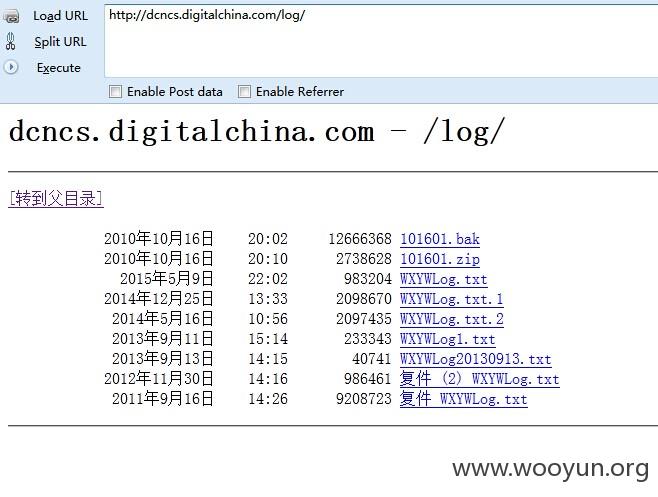 Load URL http://dcncs.digitalchina.com/log/
Split URL
Execute
Enable Post data Enable Referrer
dcncs.digitalchina.com - /log/
[转到父目录]
2010年10月16日 20:02 12666368 101601.bak
2010年10月16日 20:10 2738628 101601.zip
2015年5月9日 22:02 983204 WXYWLog.txt
2014年12月25日 13:33 2098670 WXYWLog.txt.1
2014年5月16日 10:56 2097435 WXYWLog.txt.2
2013年9月11日 15:14 233343 WXYWLog1.txt
2013年9月13日 14:15 40741 WXYWLog20130913.txt
2012年11月30日 14:16 986461 复件 (2) WXYWLog.txt
2011年9月16日 14:26 9208723 复件 WXYWLog.txt
www.wooyun.org